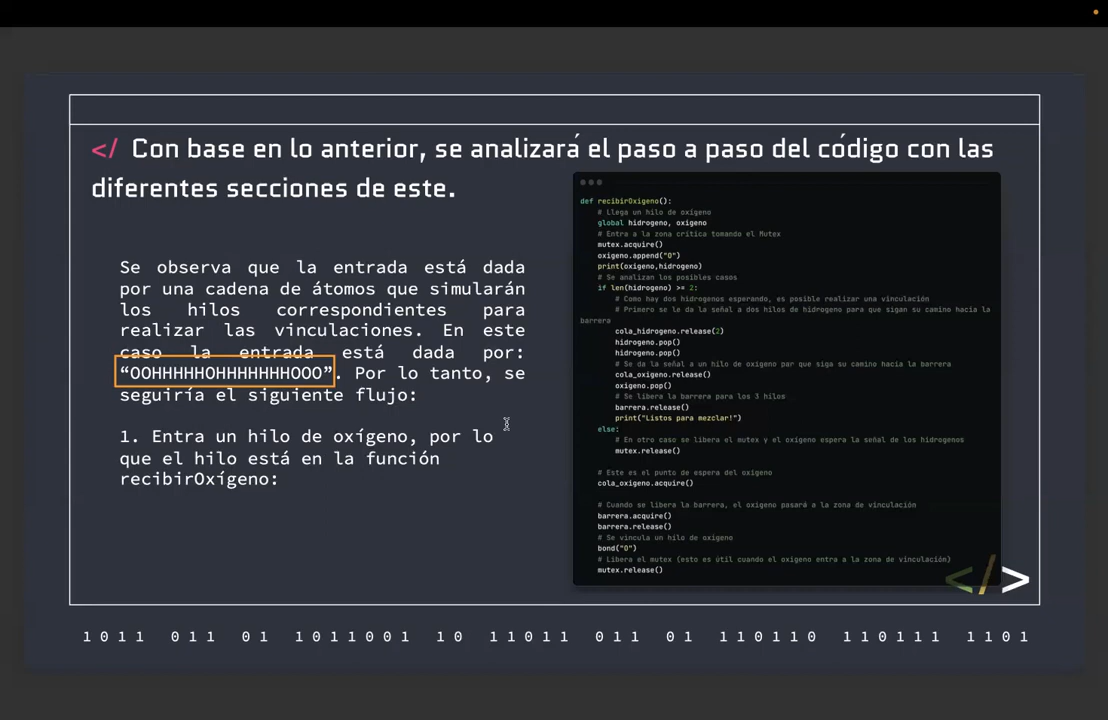 </ Con base en lo anterior, se analizará el paso a paso del código con las
diferentes secciones de este.
Se observa que la entrada está dada
por una cadena de átomos que simularán
los hilos correspondientes para
realizar las vinculaciones. En este
caso la entrada está dada por:
“OOHHHHHOHHHHHHHOOO”. Por lo tanto, se
seguiría el siguiente flujo:
1. Entra un hilo de oxígeno, por lo
que el hilo está en la función
recibirOxígeno:
def recibirOxigeno():
# Llega un hilo de oxígeno
global hidrogeno, oxigeno
# Entra a la zona crítica tomando el Mutex
mutex.acquire()
oxigeno.append("O")
print(oxigeno,hidrogeno)
# Se analizan los posibles casos
if len(hidrogeno) >= 2:
# Como hay dos hidrogenos esperando, es posible realizar una vinculación
# Primero se le da la señal a dos hilos de hidrogeno para que sigan su camino hacia la
barrera
cola_hidrogeno.release(2)
hidrogeno.pop()
hidrogeno.pop()
# Se da la señal a un hilo de oxigeno par que siga su camino hacia la barrera
cola_oxigeno.release()
oxigeno.pop()
# Se libera la barrera para los 3 hilos
barrera.release()
print("Listos para mezclar!")
else:
# En otro caso se libera el mutex y el oxigeno espera la señal de los hidrogenos
mutex.release()
# Este es el punto de espera del oxigeno
cola_oxigeno.acquire()
# Cuando se libera la barrera, el oxigeno pasará a la zona de vinculación
barrera.acquire()
barrera.release()
# Se vincula un hilo de oxigeno
bond("O")
# Libera el mutex (esto es útil cuando el oxigeno entra a la zona de vinculación)
mutex.release()
</>
1011 011 01 1011001 10 11011 011 01 110110 110111 1101